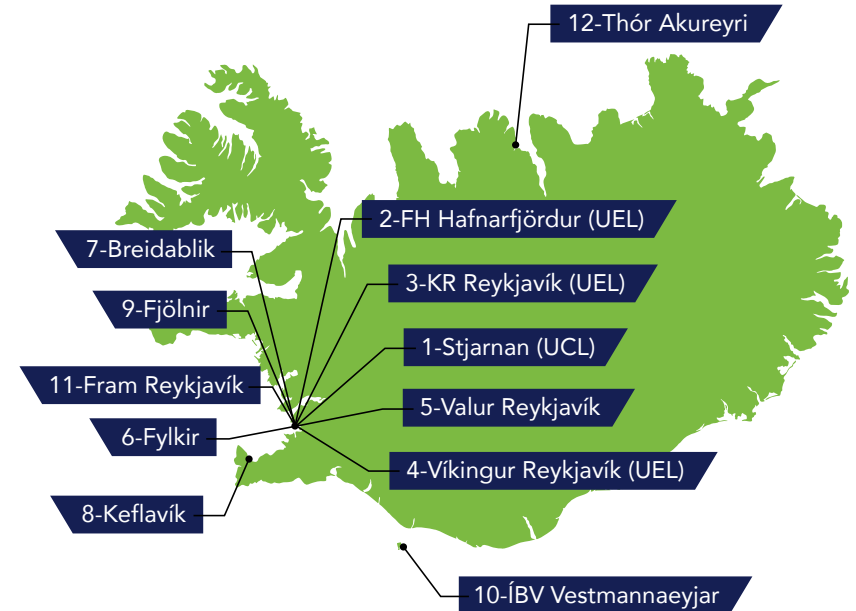 12-Thór Akureyri
2-FH Hafnarfjördur (UEL)
7-Breidablik
3-KR Reykjavík (UEL)
9-Fjölnir
1-Stjarnan (UCL)
11-Fram Reykjavík
5-Valur Reykjavík
6-Fylkir
4-Víkingur Reykjavík (UEL)
8-Keflavík
10-ÍBV Vestmannaeyjar